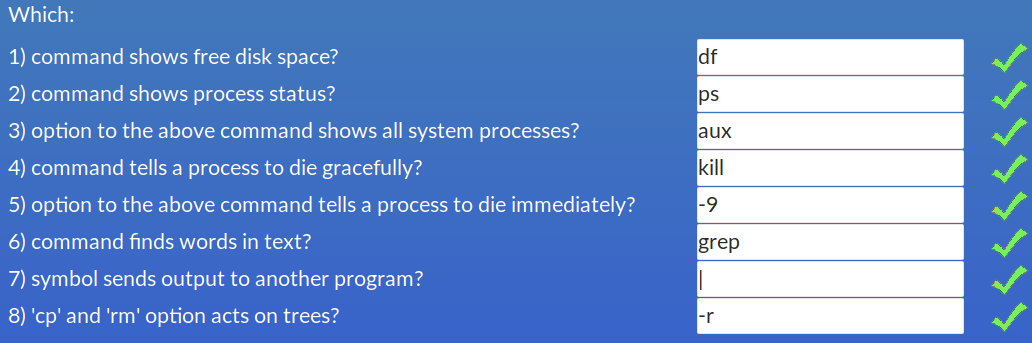 Which:
1) command shows free disk space? df
2) command shows process status? ps
3) option to the above command shows all system processes? aux
4) command tells a process to die gracefully? kill
5) option to the above command tells a process to die immediately? -9
6) command finds words in text? grep
7) symbol sends output to another program? |
8) 'cp' and 'rm' option acts on trees? -r